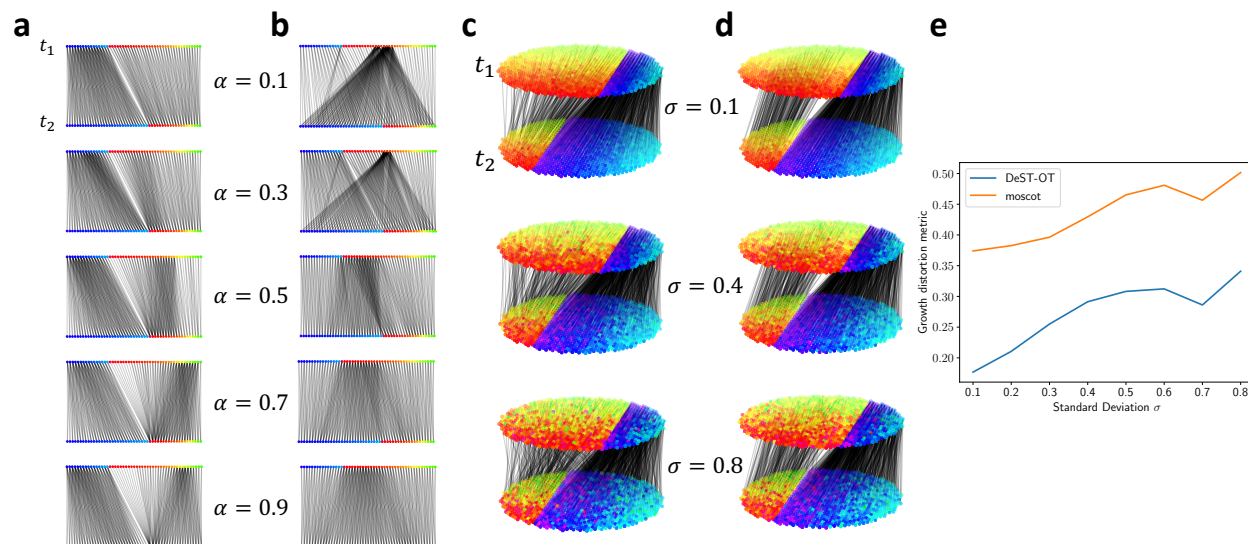 a
b
c
d
e
t₁
t₂
α = 0.1
α = 0.3
α = 0.5
α = 0.7
α = 0.9
t₁
t₂
σ = 0.1
σ = 0.4
σ = 0.8
DeST-OT
moscot
Growth distortion metric
0.50
0.45
0.40
0.35
0.30
0.25
0.20
0.1 0.2 0.3 0.4 0.5 0.6 0.7 0.8
Standard Deviation σ